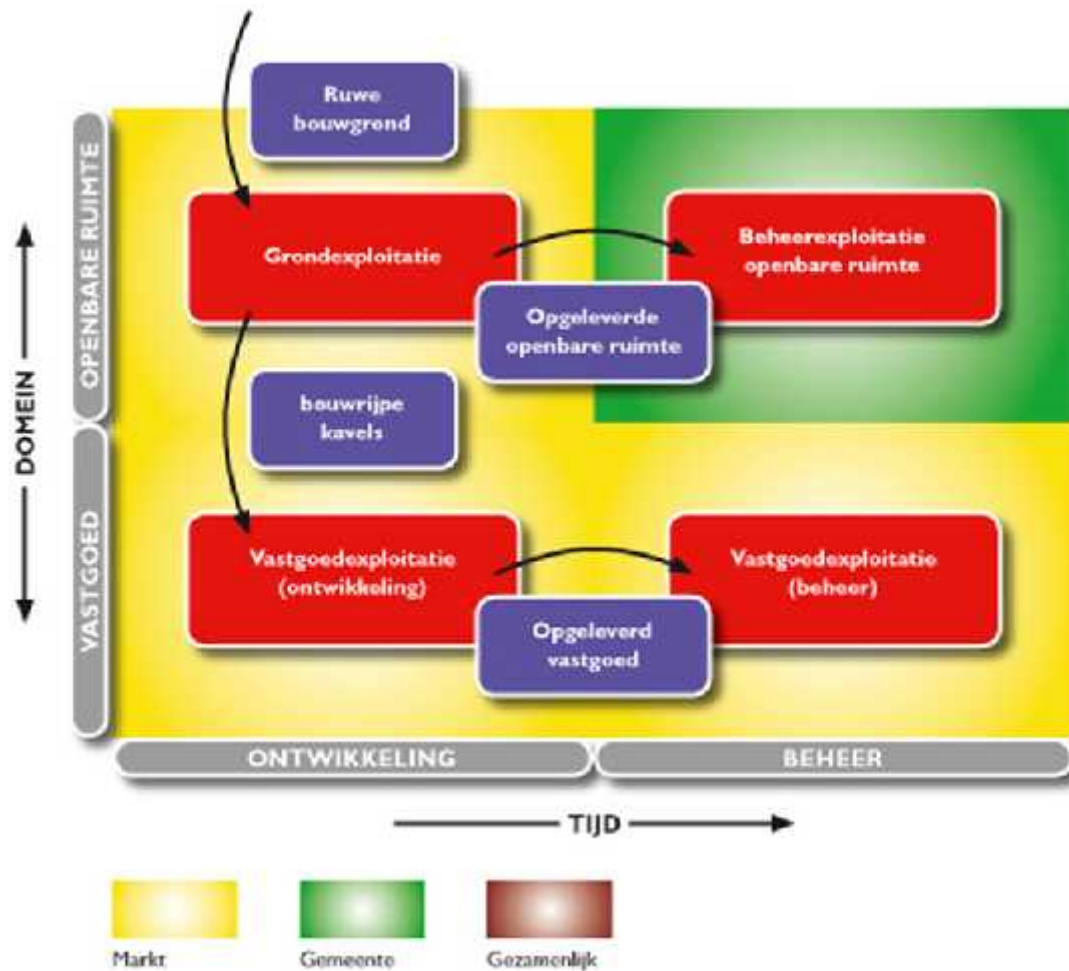 Ruwe
bouwgrond
OPENBARE RUIMTE
Grondexploitatie
Beheerexploitatie
openbare ruimte
Opgeleverde
openbare ruimte
DOMEIN
bouwrijpe
kavels
VASTGOED
Vastgoedexploitatie
(ontwikkeling)
Vastgoedexploitatie
(beheer)
Opgeleverd
vastgoed
ONTWIKKELING
BEHEER
TIJD
Markt
Gemeente
Gezamenlijk